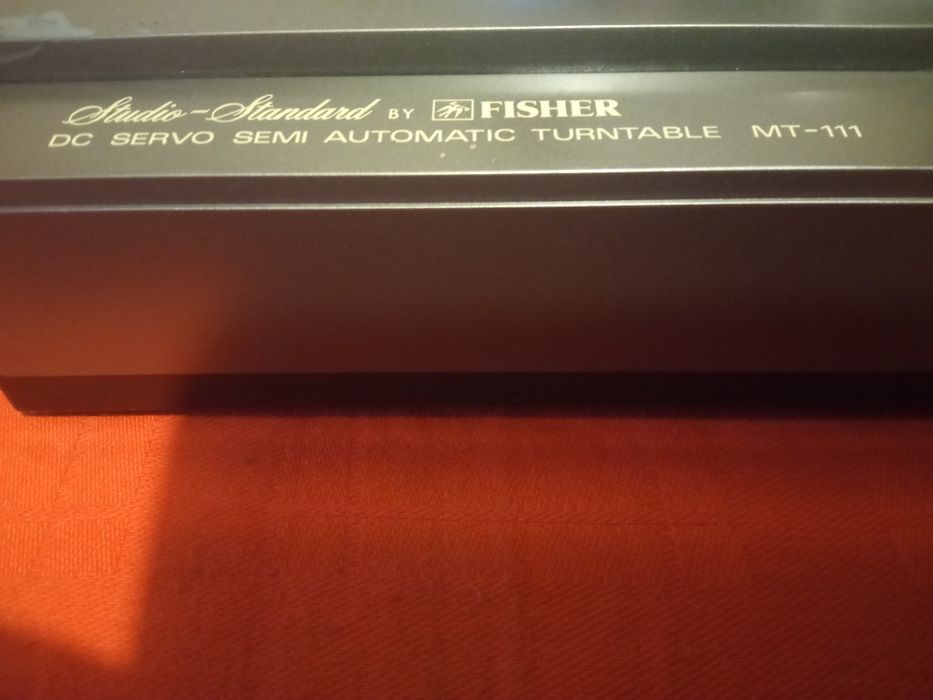 Studio-Standard BY FISHER
DC SERVO SEMI AUTOMATIC TURNTABLE MT-111